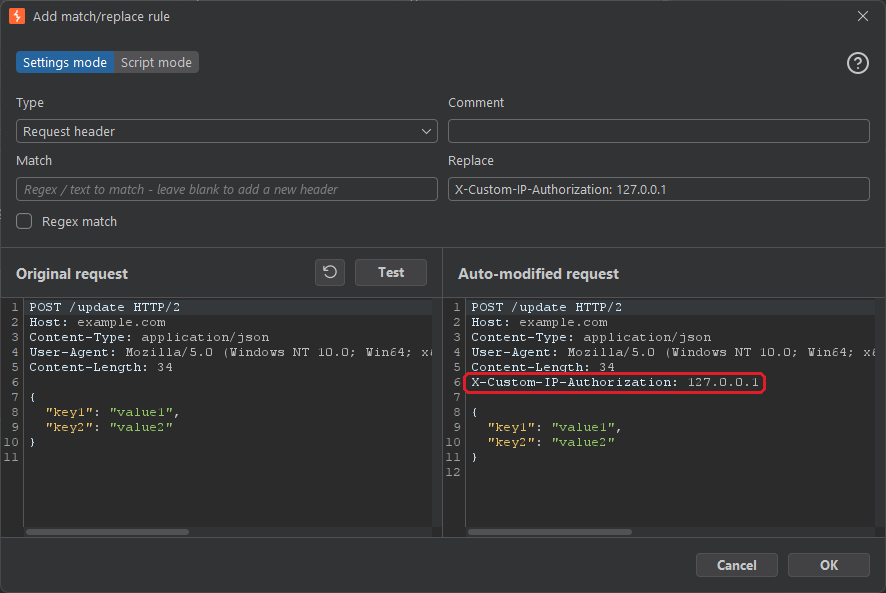 Add match/replace rule
Settings mode Script mode
Type
Comment
Request header
Match
Replace
Regex / text to match - leave blank to add a new header
X-Custom-IP-Authorization: 127.0.0.1
Regex match
Original request
Test
1 POST /update HTTP/2
2 Host: example.com
3 Content-Type: application/json
4 User-Agent: Mozilla/5.0 (Windows NT 10.0; Win64; x
5 Content-Length: 34
6
7 {
8 "key1": "value1",
9 "key2": "value2"
10 }
11
Auto-modified request
1 POST /update HTTP/2
2 Host: example.com
3 Content-Type: application/json
4 User-Agent: Mozilla/5.0 (Windows NT 10.0; Win64; x
5 Content-Length: 34
6 X-Custom-IP-Authorization: 127.0.0.1
7
8 {
9 "key1": "value1",
10 "key2": "value2"
11 }
12
Cancel
OK